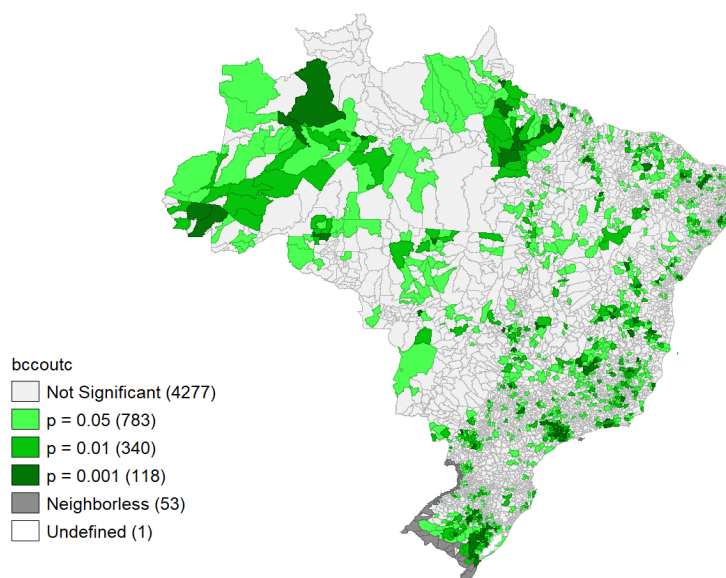 bccoutc
Not Significant (4277)
p = 0.05 (783)
p = 0.01 (340)
p = 0.001 (118)
Neighborless (53)
Undefined (1)